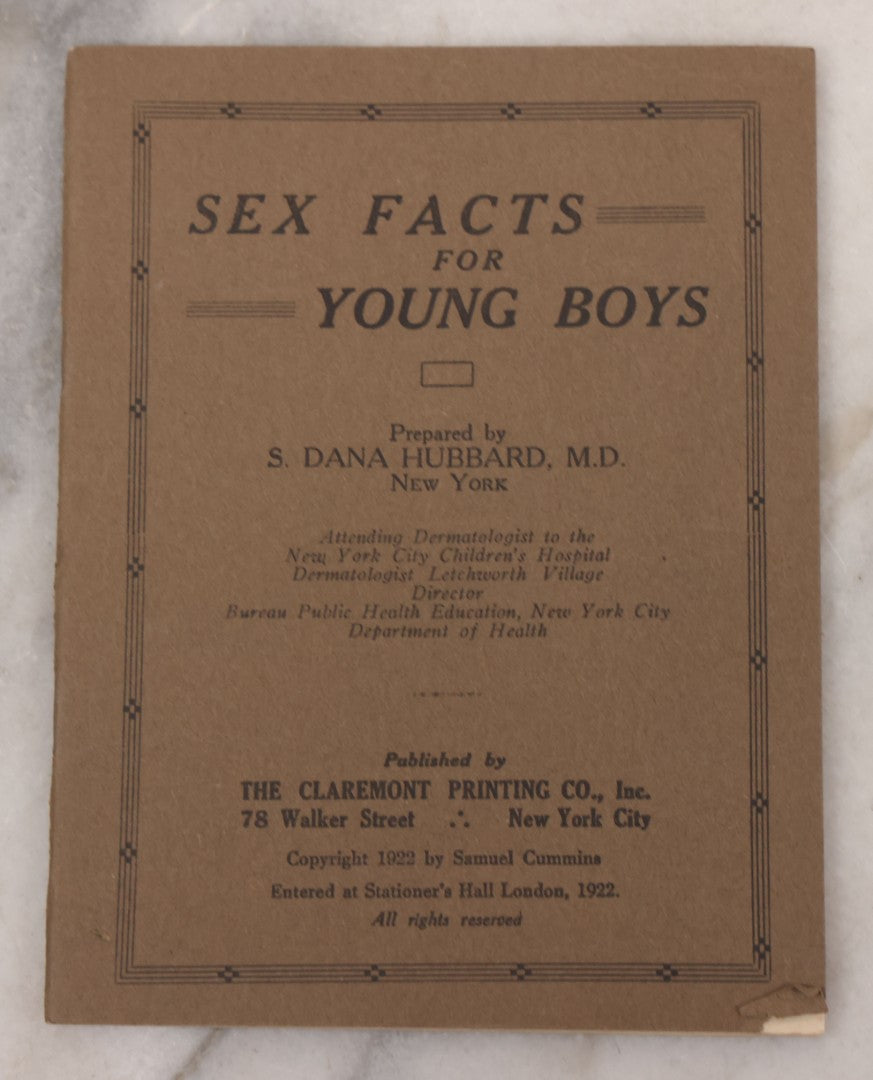 SEX FACTS
FOR
YOUNG BOYS
Prepared by
S. DANA HUBBARD, M.D.
NEW YORK
Attending Dermatologist to the
New York City Children's Hospital
Dermatologist Letchworth Village
Director
Bureau Public Health Education, New York City
Department of Health
Published by
THE CLAREMONT PRINTING CO., Inc.
78 Walker Street ∴ New York City
Copyright 1922 by Samuel Cummins
Entered at Stationer's Hall London, 1922.
All rights reserved